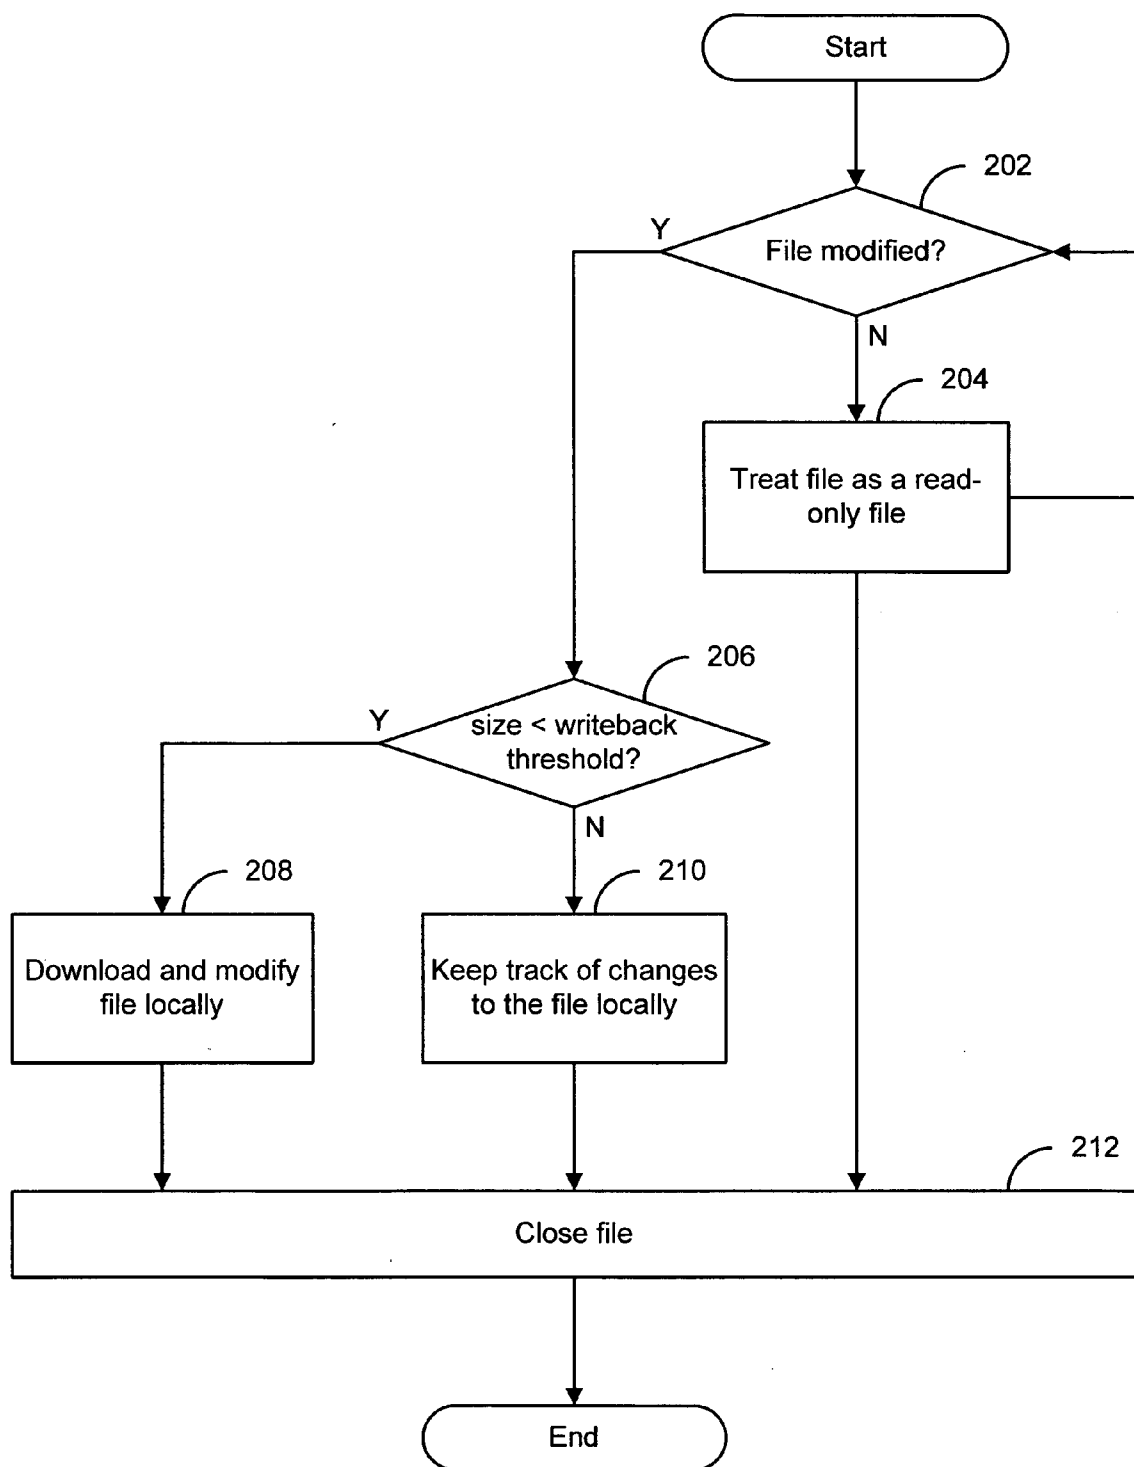 Start
202
Y
File modified?
N
204
Treat file as a read-
only file
206
Y
size < writeback
threshold?
N
208
210
Download and modify
file locally
Keep track of changes
to the file locally
212
Close file
End